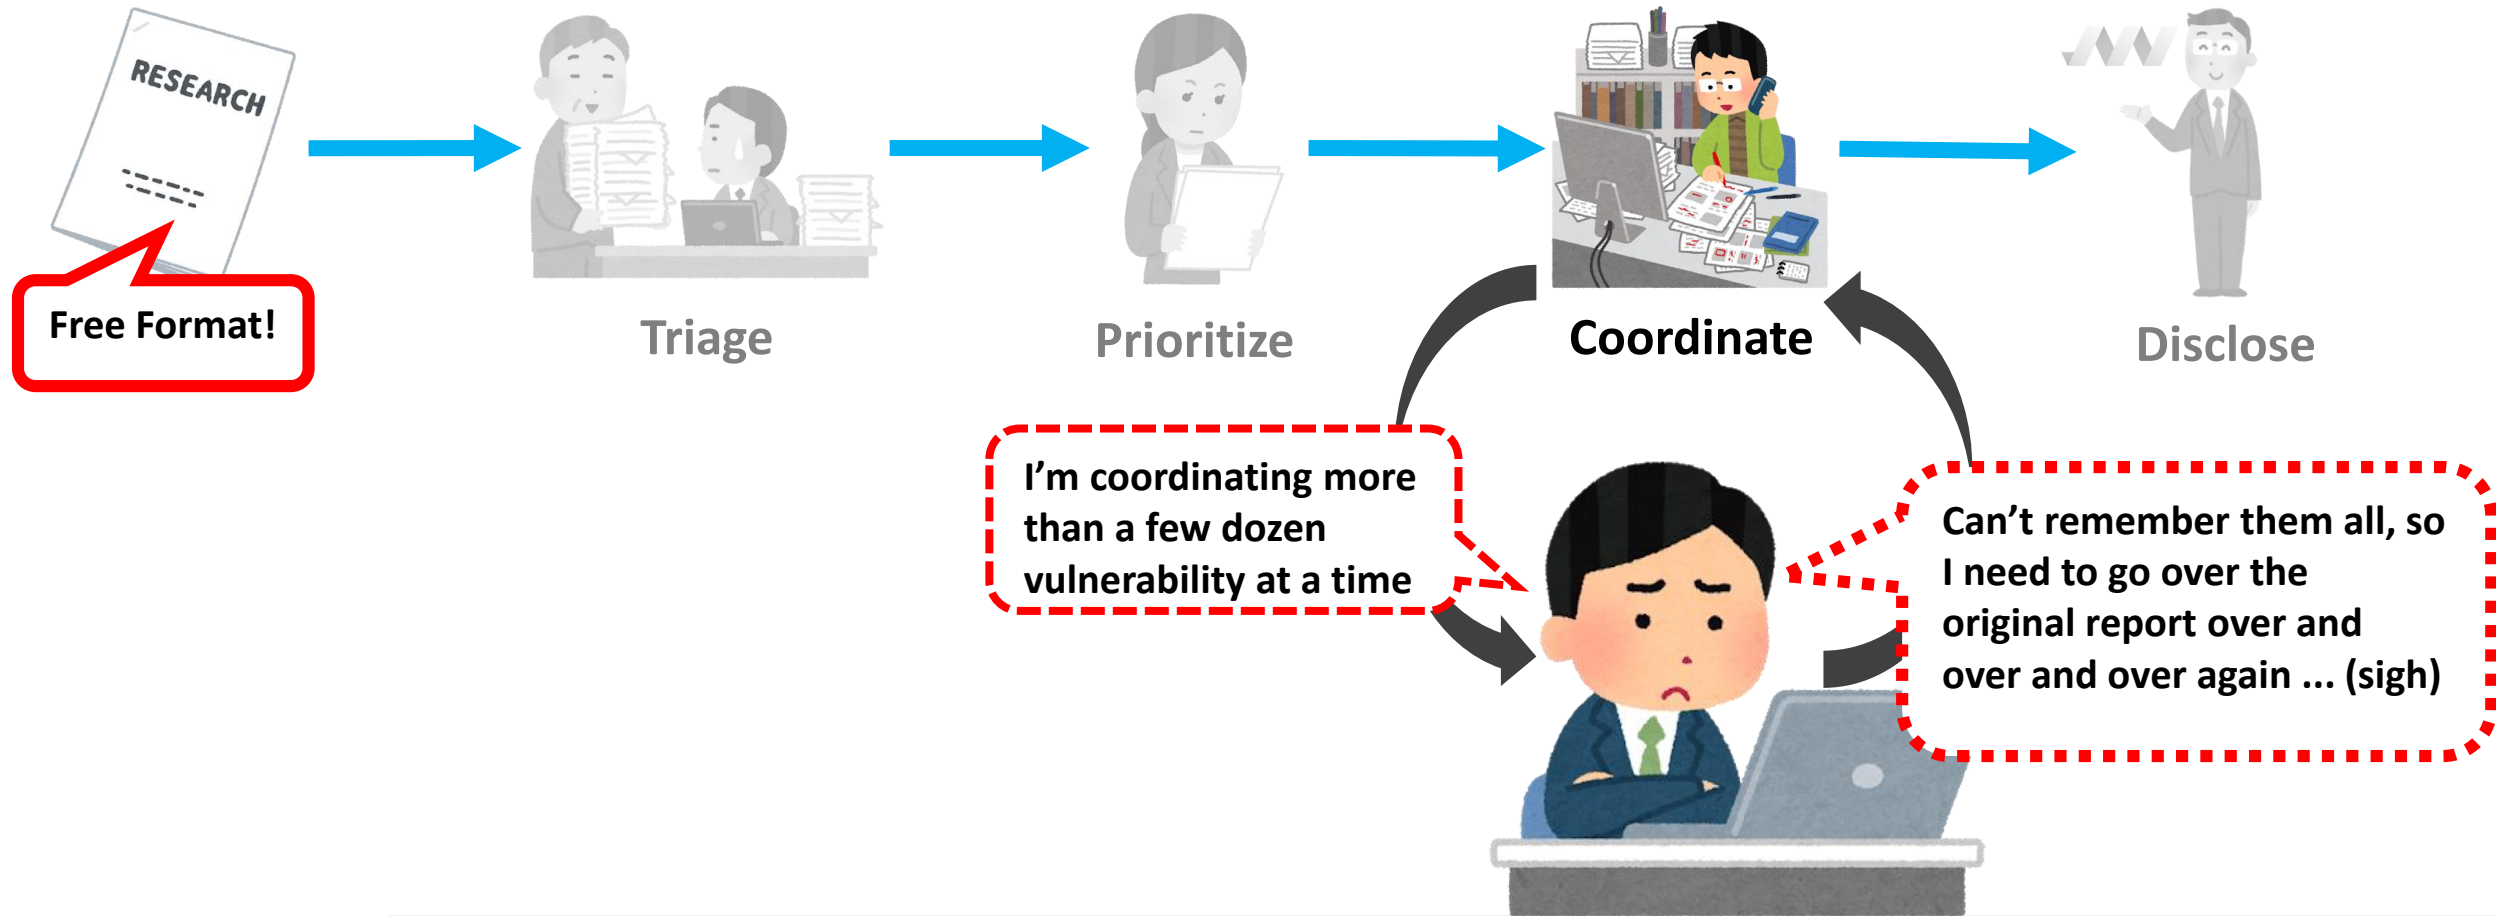 RESEARCH
Free Format!
Triage
Prioritize
Coordinate
Disclose
I'm coordinating more
than a few dozen
vulnerability at a time
Can't remember them all, so
I need to go over the
original report over and
over and over again ... (sigh)